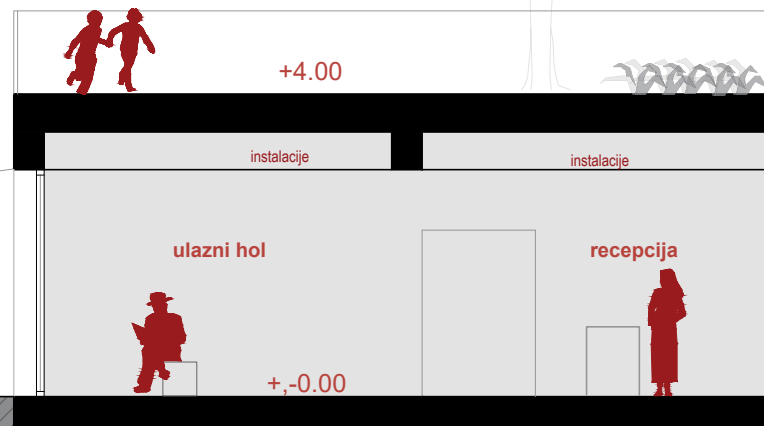 +4.00
instalacije
instalacije
ulazni hol
recepcija
+,-0.00